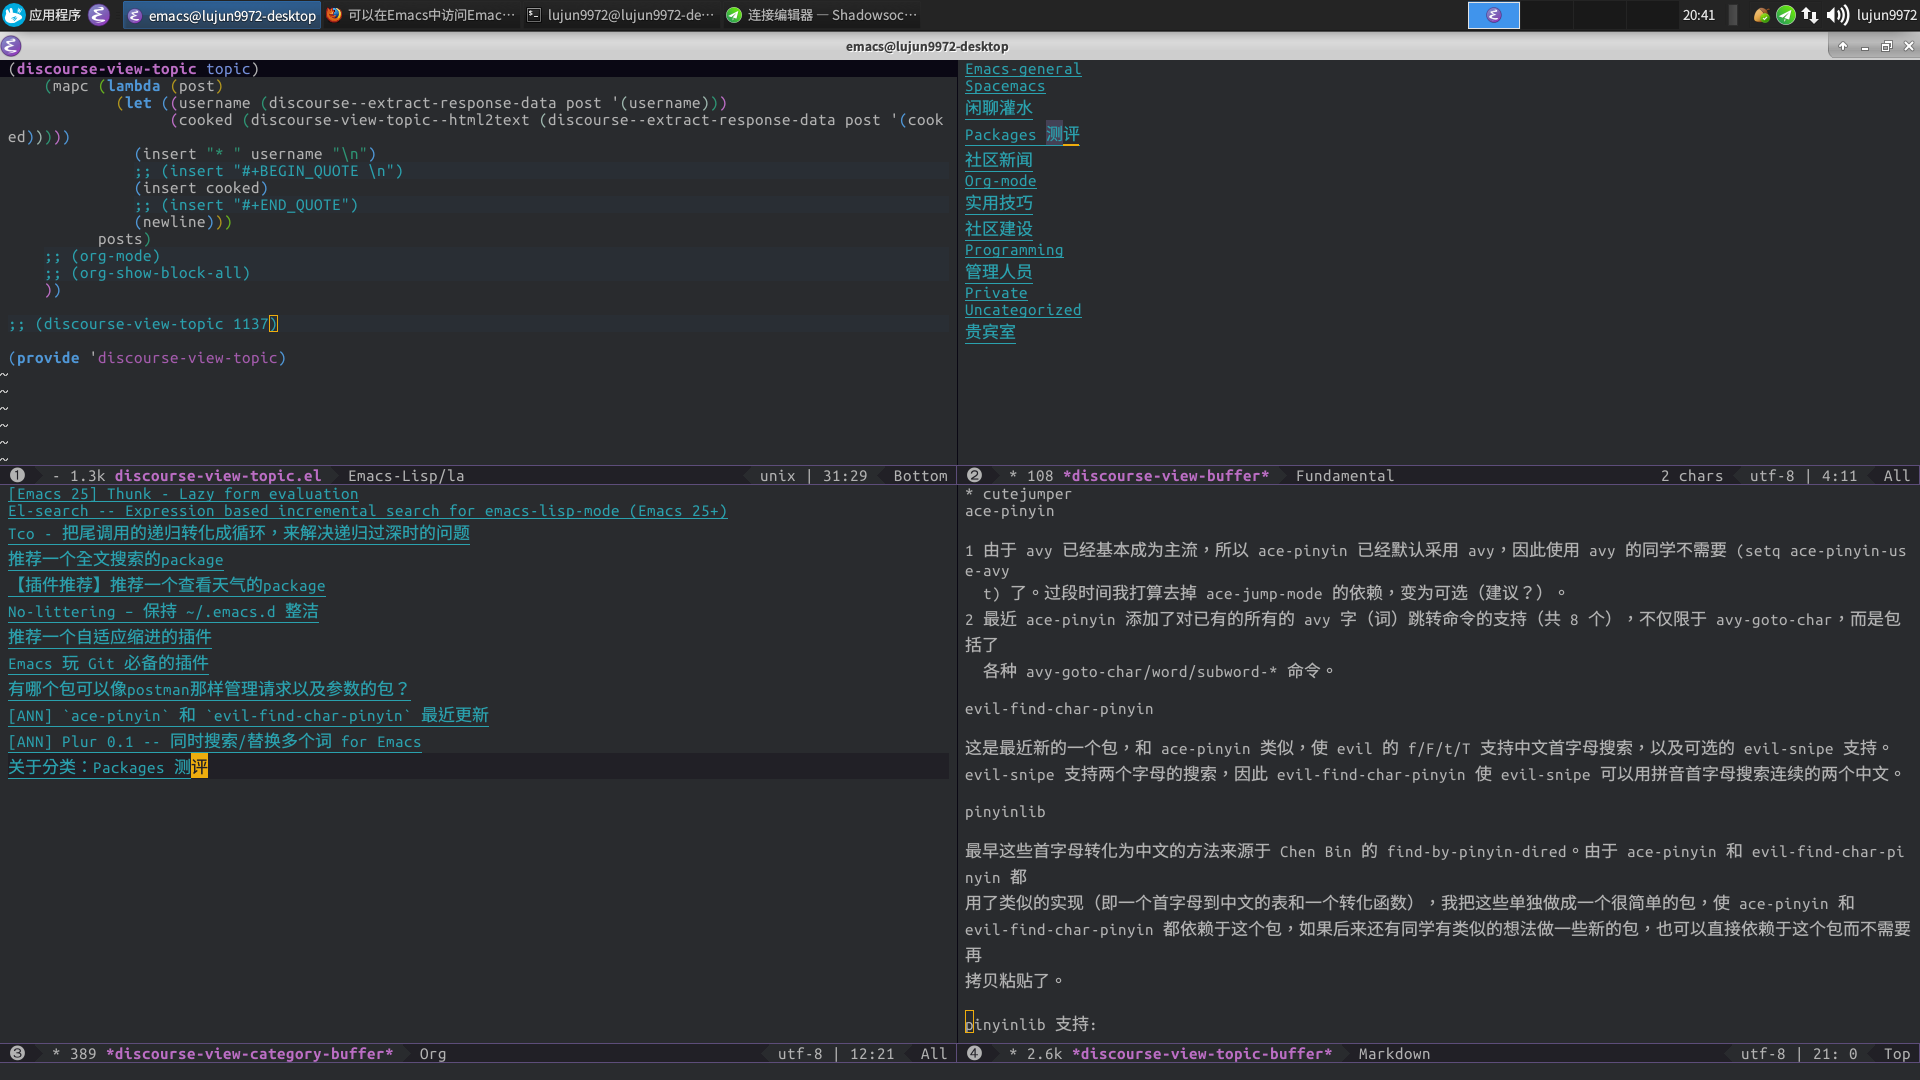 应用程序 emacs@lujun9972-desktop 可以在Emacs中访问Emac··· lujun9972@lujun9972-de··· 连接编辑器 — Shadowsoc··· 20:41 lujun9972
emacs@lujun9972-desktop
(discourse-view-topic topic)
(mapc (lambda (post)
(let ((username (discourse--extract-response-data post '(username)))
(cooked (discourse-view-topic--html2text (discourse--extract-response-data post '(cook
ed)))))
(insert "* " username "\n")
;; (insert "#+BEGIN_QUOTE \n")
(insert cooked)
;; (insert "#+END_QUOTE")
(newline)))
posts)
;; (org-mode)
;; (org-show-block-all)
))
;; (discourse-view-topic 1137)
(provide 'discourse-view-topic)
~
~
~
~
~
~
1 - 1.3k discourse-view-topic.el Emacs-Lisp/la unix | 31:29 Bottom
Emacs-general
Spacemacs
闲聊灌水
Packages 测评
社区新闻
Org-mode
实用技巧
社区建设
Programming
管理人员
Private
Uncategorized
贵宾室
2 * 108 *discourse-view-buffer* Fundamental 2 chars utf-8 | 4:11 All
[Emacs 25] Thunk - Lazy form evaluation
El-search -- Expression based incremental search for emacs-lisp-mode (Emacs 25+)
Tco - 把尾调用的递归转化成循环，来解决递归过深时的问题
推荐一个全文搜索的package
【插件推荐】推荐一个查看天气的package
No-littering – 保持 ~/.emacs.d 整洁
推荐一个自适应缩进的插件
Emacs 玩 Git 必备的插件
有哪个包可以像postman那样管理请求以及参数的包？
[ANN] `ace-pinyin` 和 `evil-find-char-pinyin` 最近更新
[ANN] Plur 0.1 -- 同时搜索/替换多个词 for Emacs
关于分类：Packages 测评
3 * 389 *discourse-view-category-buffer* Org utf-8 | 12:21 All
* cutejumper
ace-pinyin
1 由于 avy 已经基本成为主流，所以 ace-pinyin 已经默认采用 avy，因此使用 avy 的同学不需要 (setq ace-pinyin-us
e-avy
t) 了。过段时间我打算去掉 ace-jump-mode 的依赖，变为可选（建议？）。
2 最近 ace-pinyin 添加了对已有的所有的 avy 字（词）跳转命令的支持（共 8 个），不仅限于 avy-goto-char，而是包
括了
各种 avy-goto-char/word/subword-* 命令。
evil-find-char-pinyin
这是最近新的一个包，和 ace-pinyin 类似，使 evil 的 f/F/t/T 支持中文首字母搜索，以及可选的 evil-snipe 支持。
evil-snipe 支持两个字母的搜索，因此 evil-find-char-pinyin 使 evil-snipe 可以用拼音首字母搜索连续的两个中文。
pinyinlib
最早这些首字母转化为中文的方法来源于 Chen Bin 的 find-by-pinyin-dired。由于 ace-pinyin 和 evil-find-char-pi
nyin 都
用了类似的实现（即一个首字母到中文的表和一个转化函数），我把这些单独做成一个很简单的包，使 ace-pinyin 和
evil-find-char-pinyin 都依赖于这个包，如果后来还有同学有类似的想法做一些新的包，也可以直接依赖于这个包而不需要
再
拷贝粘贴了。
pinyinlib 支持:
4 * 2.6k *discourse-view-topic-buffer* Markdown utf-8 | 21: 0 Top